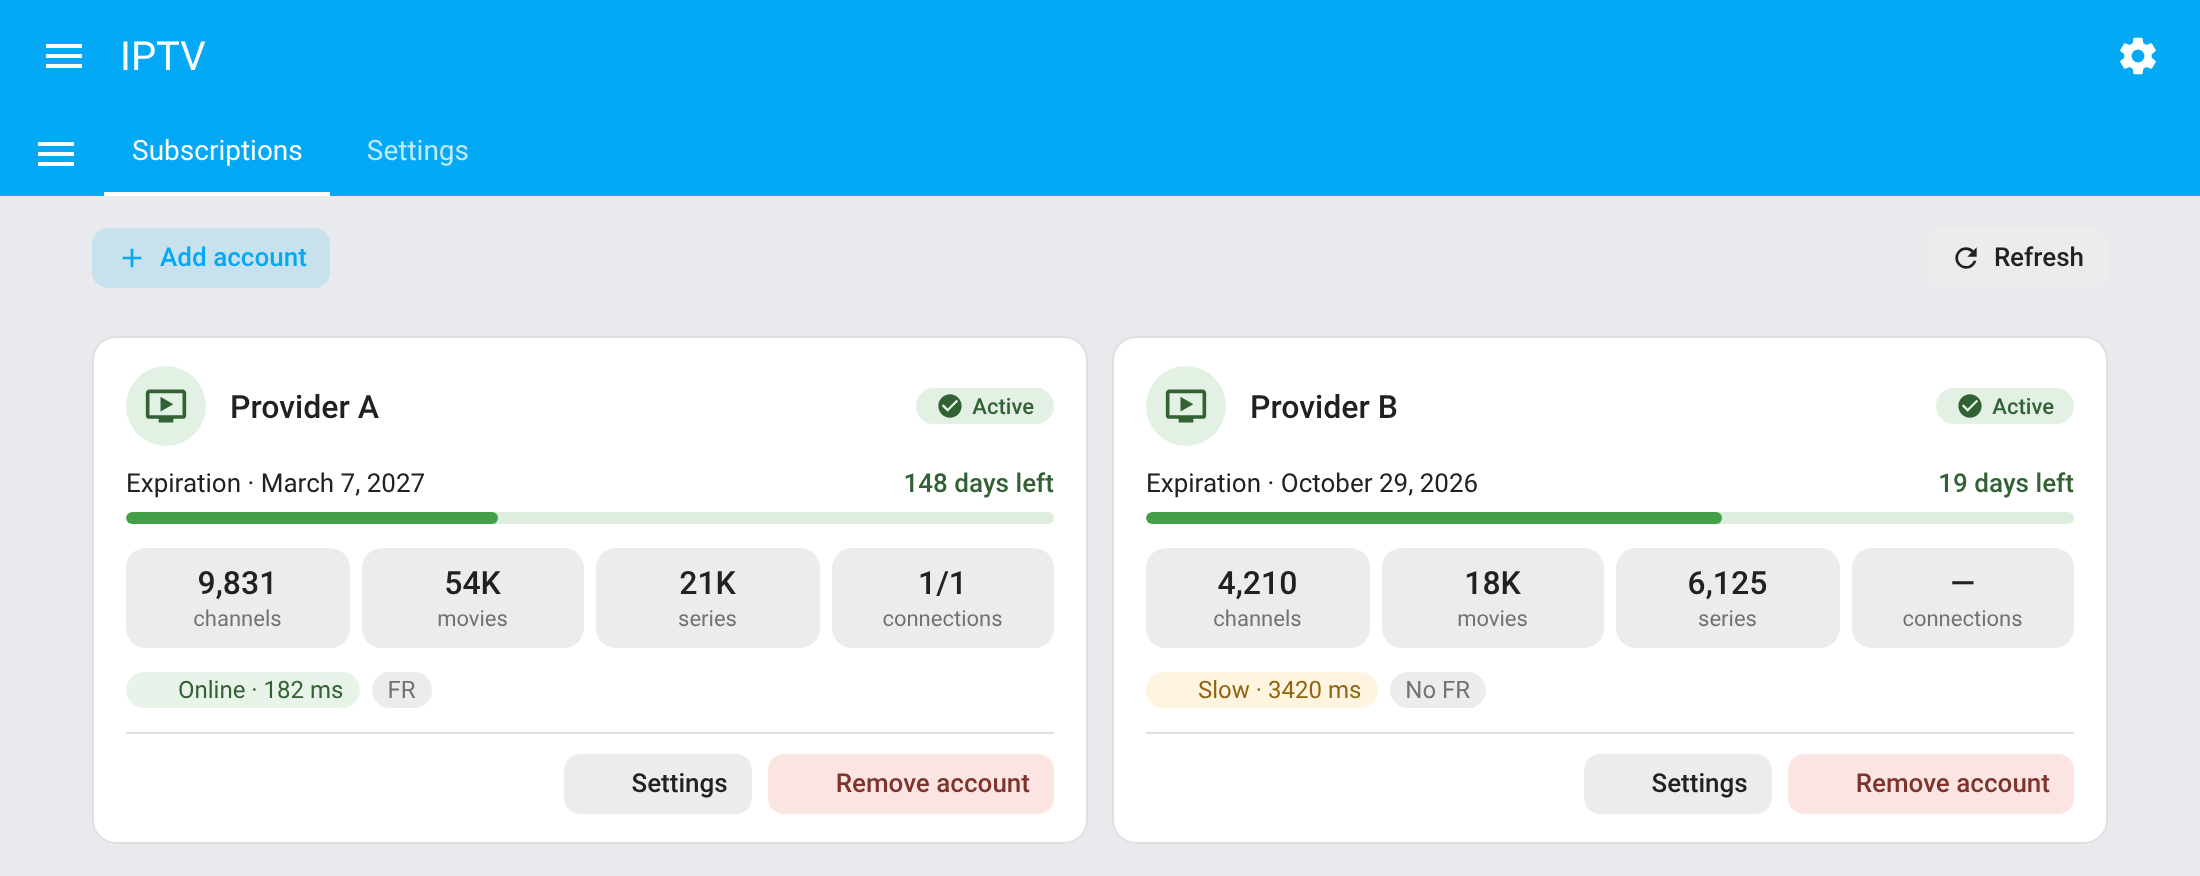 IPTV
Subscriptions Settings
Add account Refresh
Provider A Active
Expiration · March 7, 2027 148 days left
9,831 54K 21K 1/1
channels movies series connections
Online · 182 ms FR
Settings Remove account
Provider B Active
Expiration · October 29, 2026 19 days left
4,210 18K 6,125 –
channels movies series connections
Slow · 3420 ms No FR
Settings Remove account